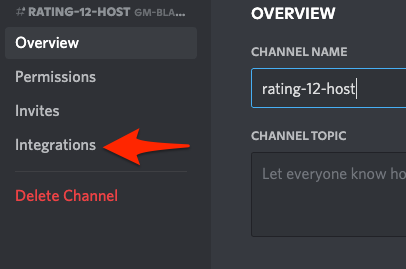 # RATING-12-HOST GM-BLA...
Overview
Permissions
Invites
Integrations
Delete Channel
OVERVIEW
CHANNEL NAME
rating-12-host
CHANNEL TOPIC
Let everyone know ho